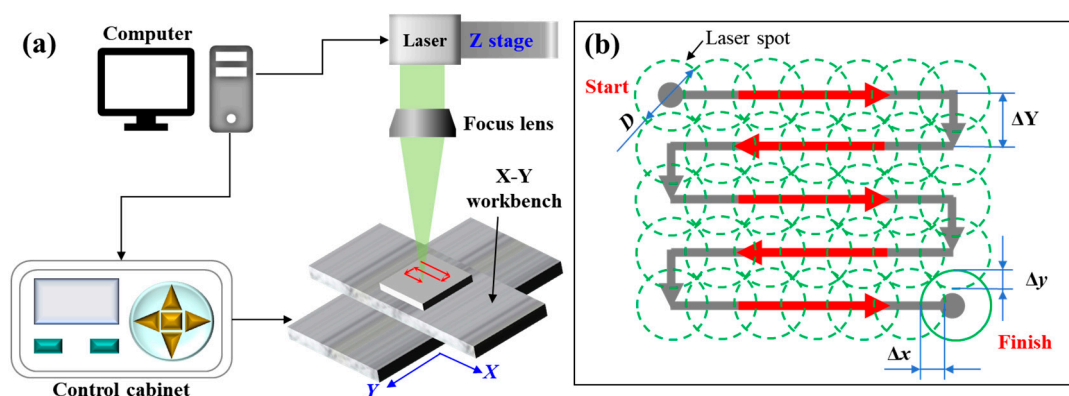 (a)
Computer
Laser
Z stage
Focus lens
X-Y
workbench
X
Y
Control cabinet
(b)
Laser spot
Start
D
ΔY
Δy
Δx
Finish